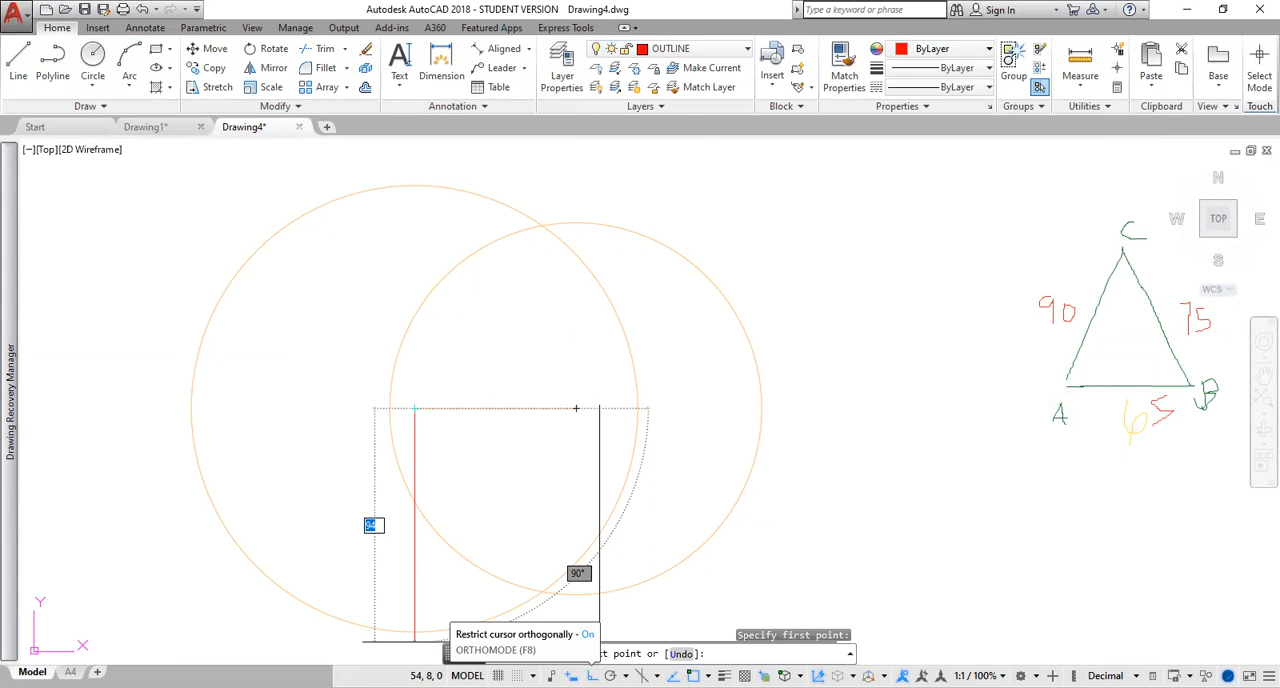 Autodesk AutoCAD 2018 - STUDENT VERSION Drawing4.dwg
Type a keyword or phrase
Sign In
Home Insert Annotate Parametric View Manage Output Add-ins A360 Featured Apps Express Tools
Line Polyline Circle Arc
Move Rotate Trim
Copy Mirror Fillet
Stretch Scale Array
Text Dimension
Aligned
Leader
Table
Layer Properties
OUTLINE
Make Current
Match Layer
Insert
Match Properties
ByLayer
ByLayer
ByLayer
Group
Measure
Paste
Base
Select Mode
Draw Modify Annotation Layers Block Properties Groups Utilities Clipboard View Touch
Start Drawing1* Drawing4*
[−][Top][2D Wireframe]
N
W TOP E
S
WCS
C
90 75
A B
65
Drawing Recovery Manager
94
90°
Y
X
Restrict cursor orthogonally - On
ORTHOMODE (F8)
Specify first point:
t point or [Undo]:
Model A4
54, 8, 0 MODEL
1:1 / 100%
Decimal